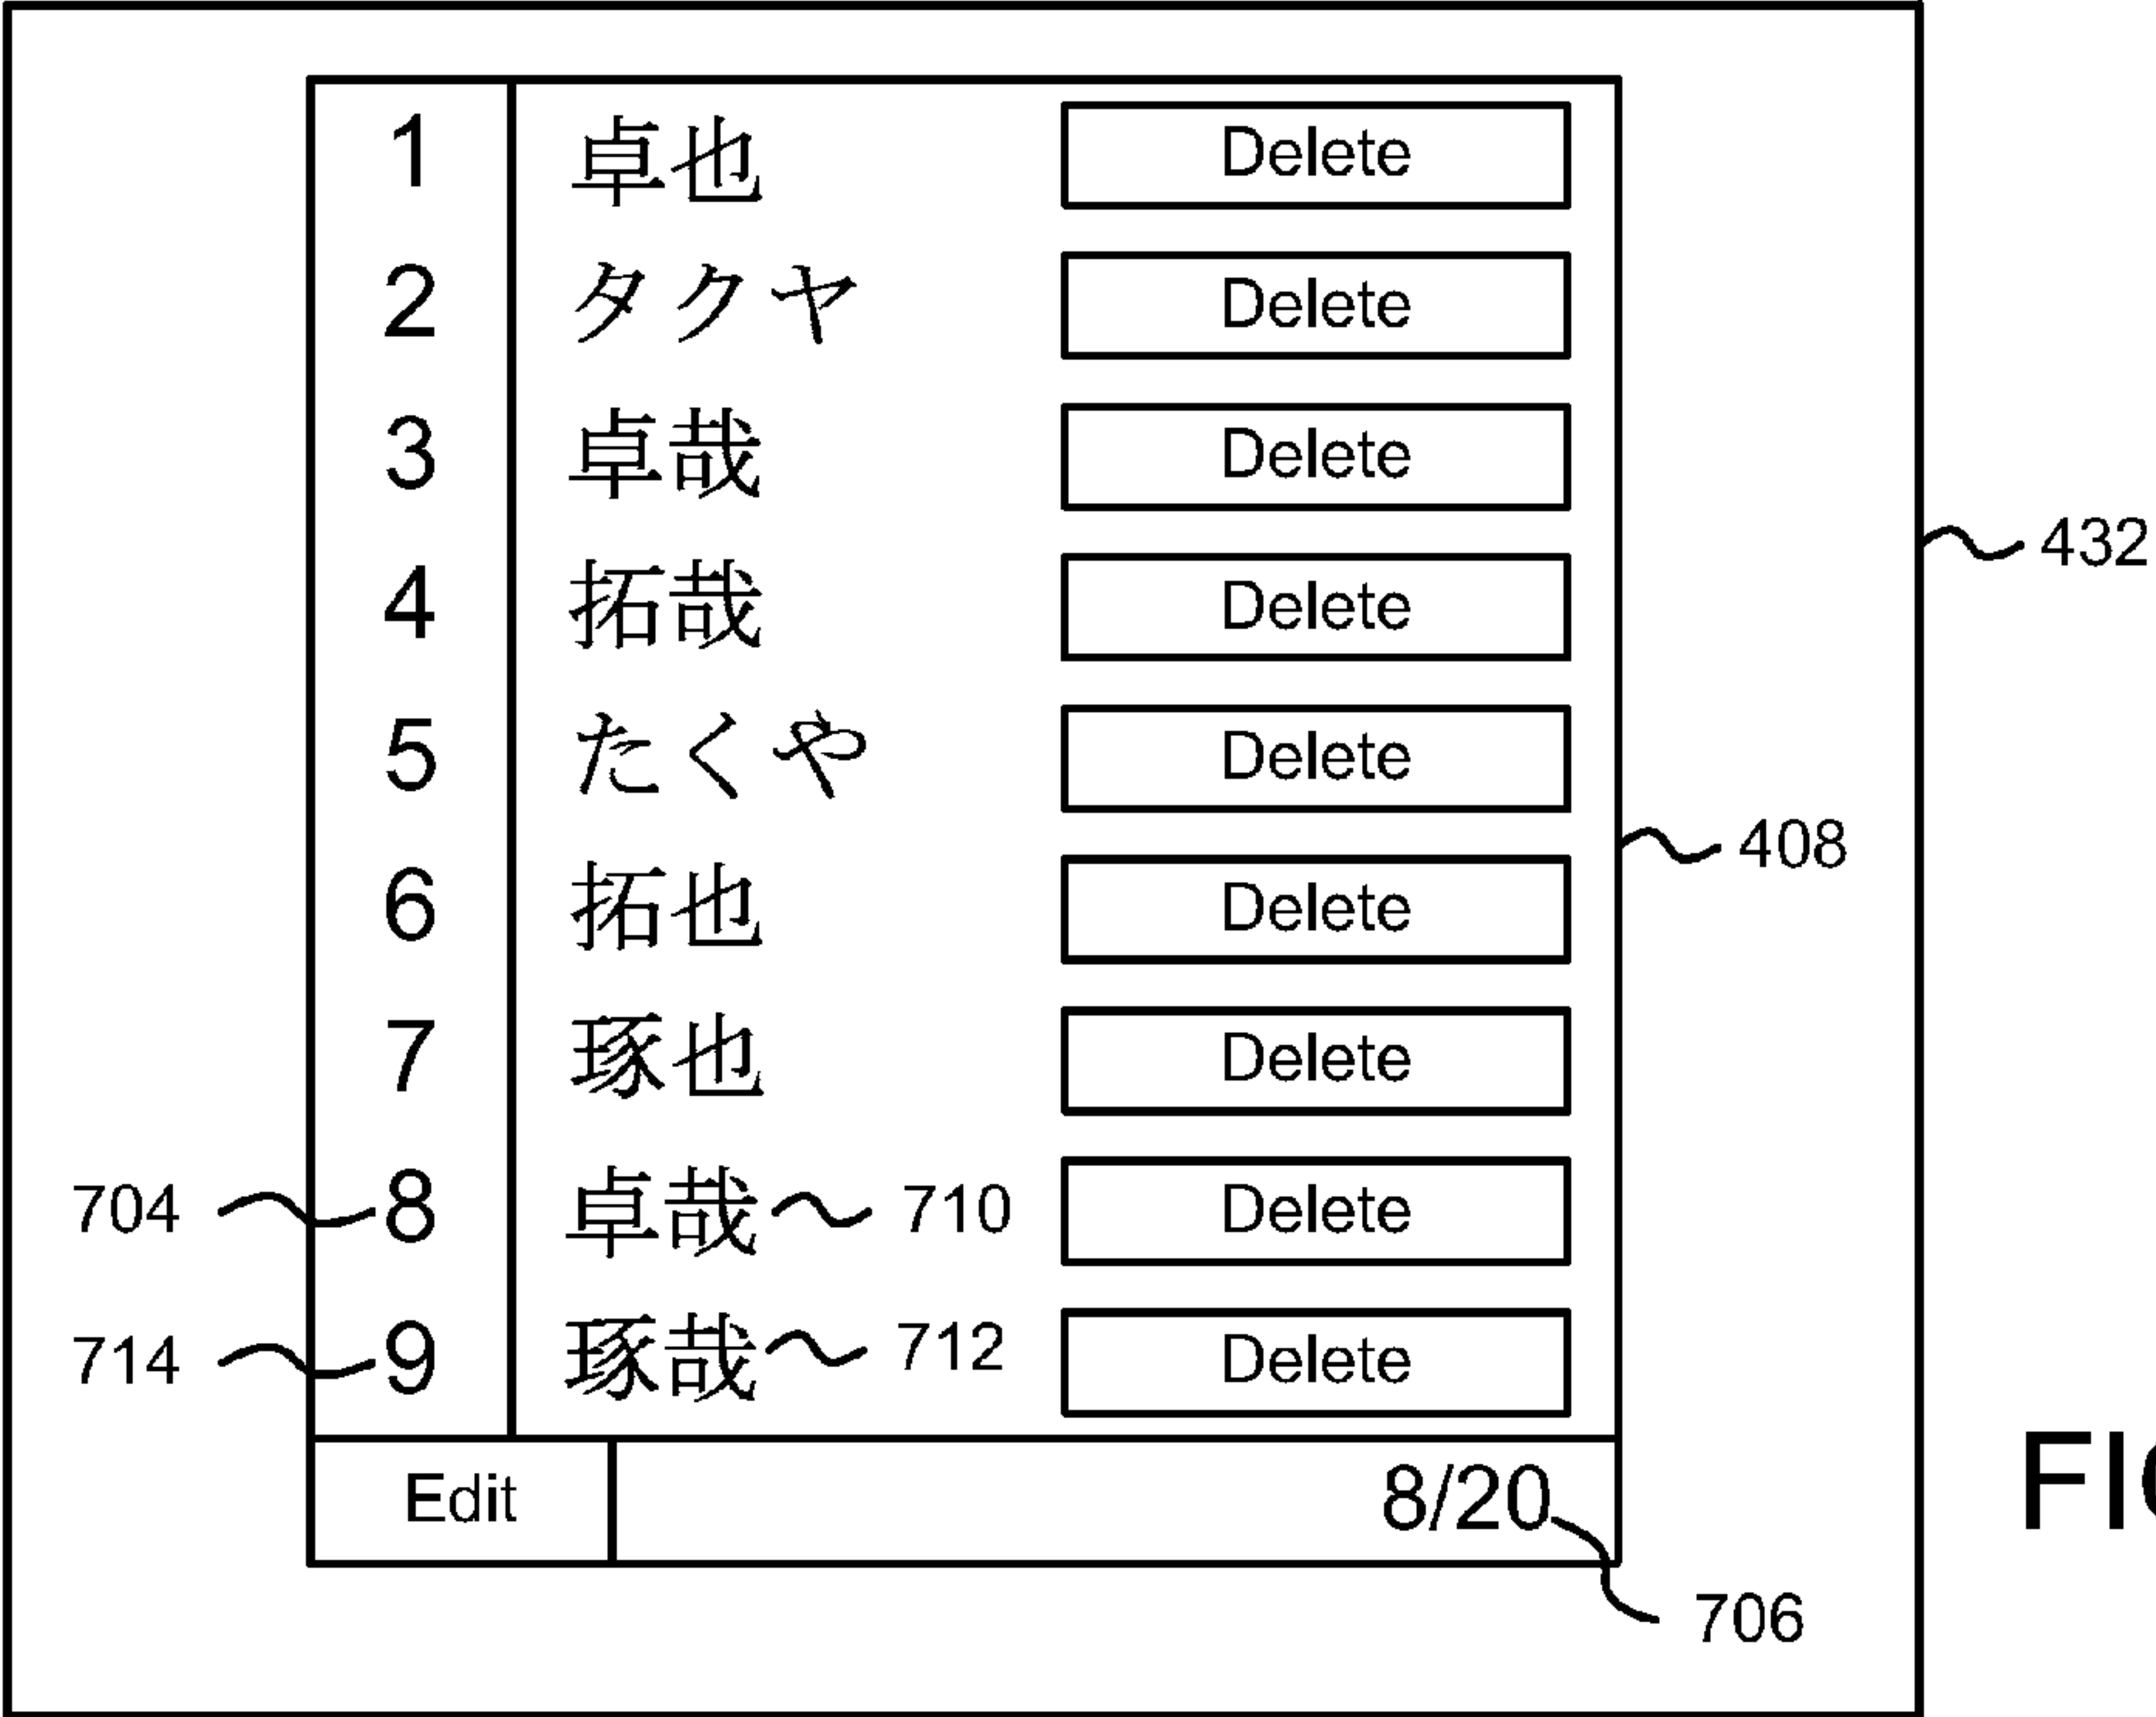 1 卓也 Delete
2 タクヤ Delete
3 卓哉 Delete
432
4 拓哉 Delete
5 たくや Delete
408
6 拓也 Delete
7 琢也 Delete
704 8 卓哉 710 Delete
714 9 琢哉 712 Delete
Edit 8/20
706